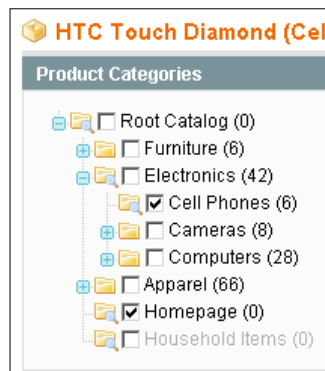 HTC Touch Diamond (Cel
Product Categories
Root Catalog (0)
Furniture (6)
Electronics (42)
Cell Phones (6)
Cameras (8)
Computers (28)
Apparel (66)
Homepage (0)
Household Items (0)